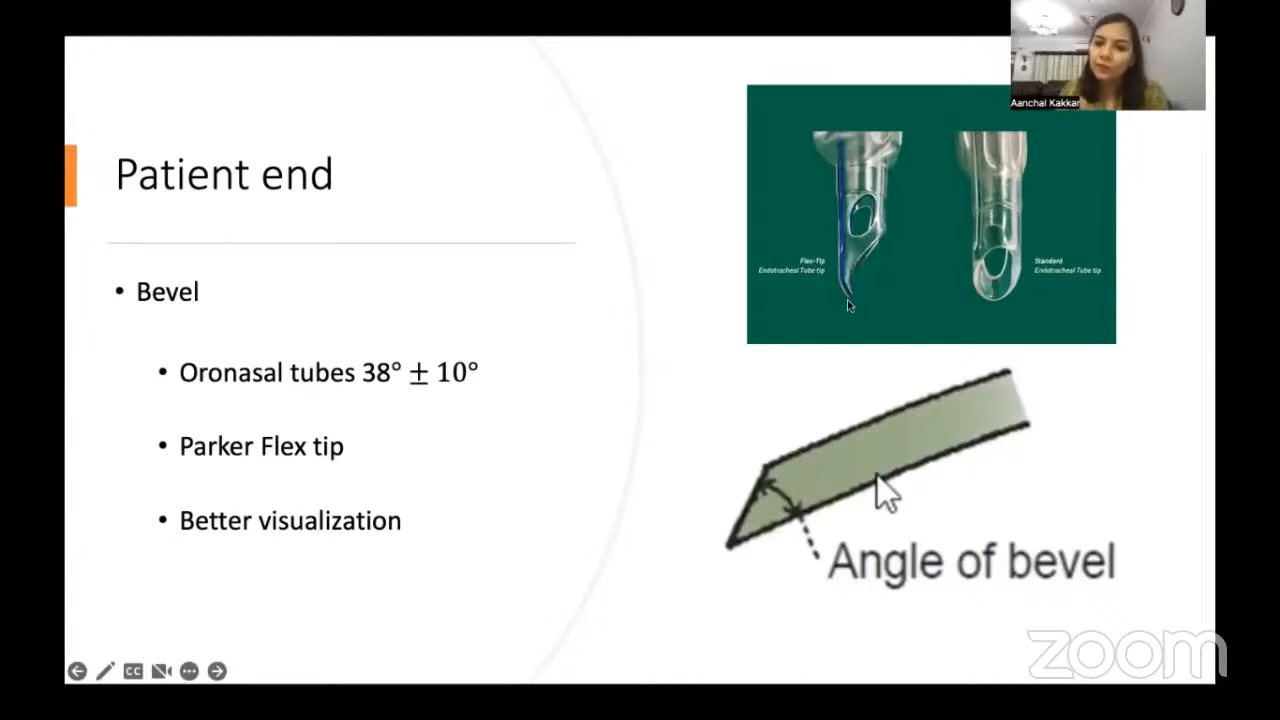 Aanchal Kakkar
Patient end
• Bevel
• Oronasal tubes 38° ± 10°
• Parker Flex tip
• Better visualization
Flex-Tip
Endotracheal Tube tip
Standard
Endotracheal Tube tip
Angle of bevel
CC
zoom